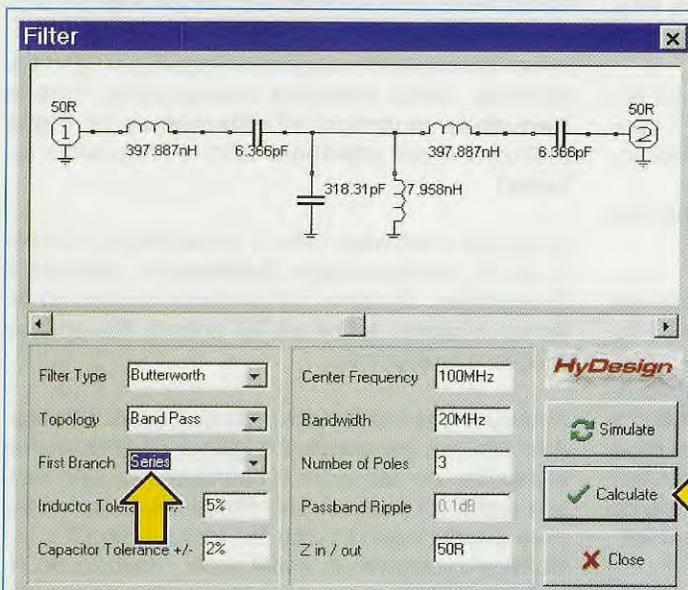 Filter
50R
50R
1
2
397.887nH
6.366pF
397.887nH
6.366pF
318.31pF
7.958nH
Filter Type
Butterworth
Topology
Band Pass
First Branch
Series
Inductor Tolerance +/-
5%
Capacitor Tolerance +/-
2%
Center Frequency
100MHz
Bandwidth
20MHz
Number of Poles
3
Passband Ripple
0.1dB
Z in / out
50R
HyDesign
Simulate
Calculate
Close